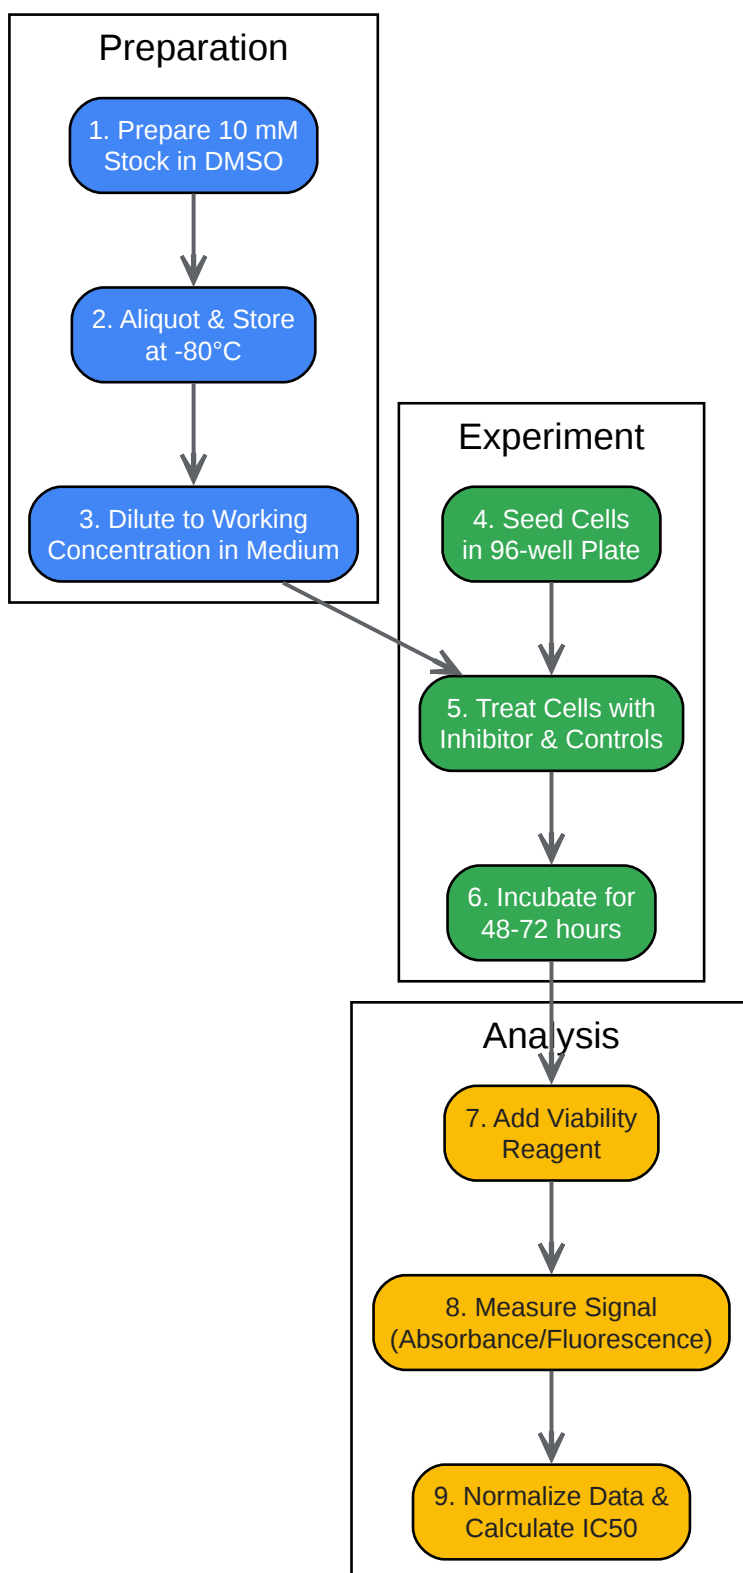 Preparation
1. Prepare 10 mM
Stock in DMSO
2. Aliquot & Store
at -80°C
3. Dilute to Working
Concentration in Medium
Experiment
4. Seed Cells
in 96-well Plate
5. Treat Cells with
Inhibitor & Controls
6. Incubate for
48-72 hours
Analysis
7. Add Viability
Reagent
8. Measure Signal
(Absorbance/Fluorescence)
9. Normalize Data &
Calculate IC50